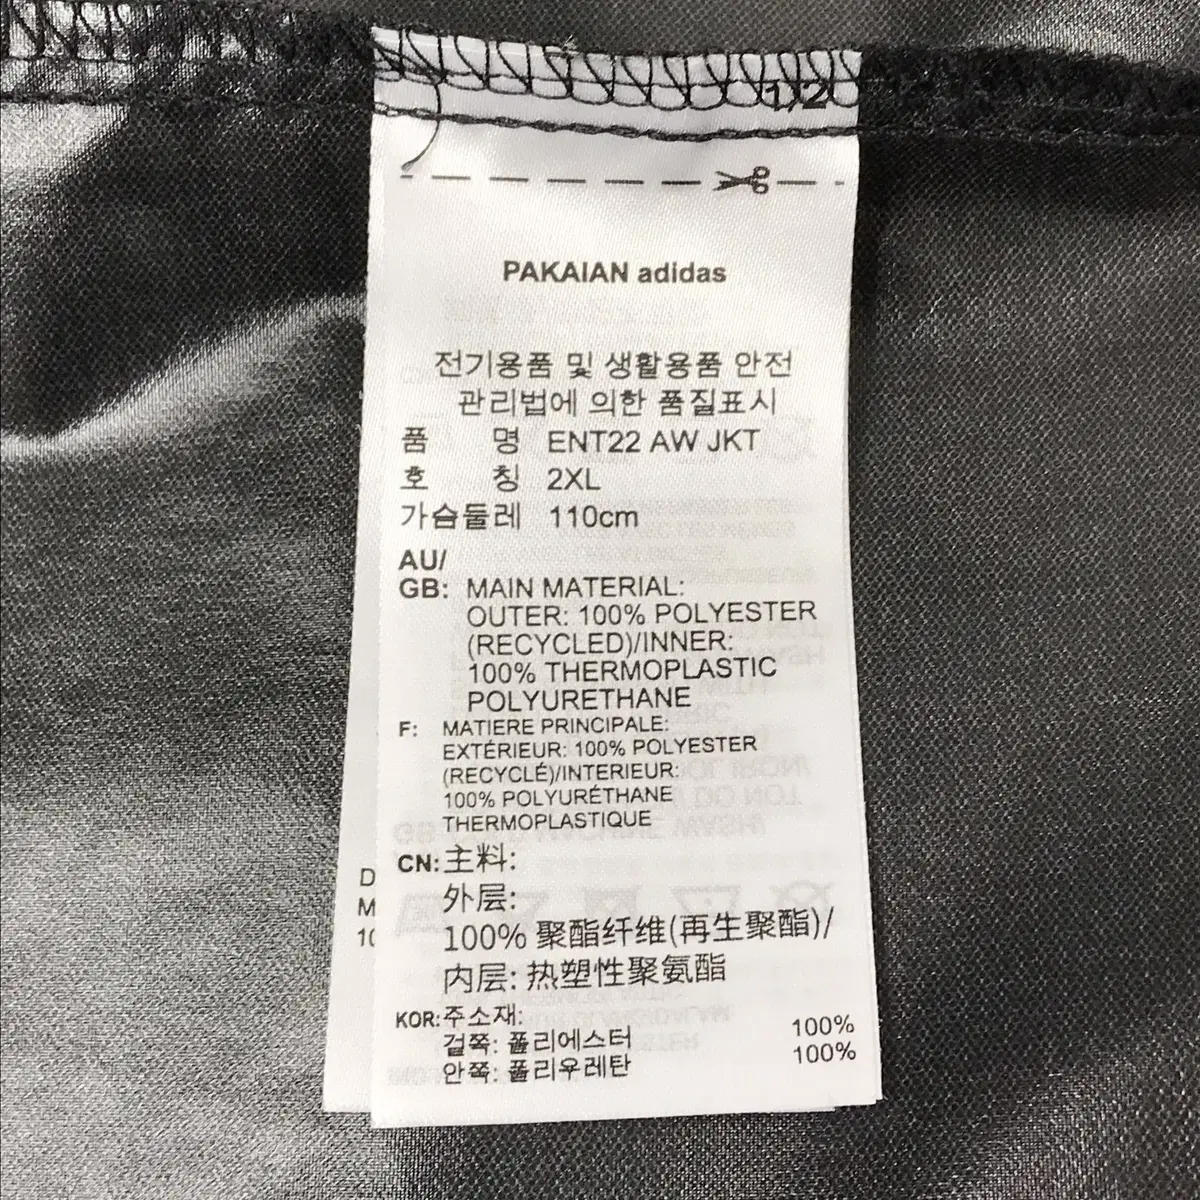 1/2
PAKAIAN adidas
전기용품 및 생활용품 안전
관리법에 의한 품질표시
품 명 ENT22 AW JKT
호 칭 2XL
가슴둘레 110cm
AU/
GB: MAIN MATERIAL:
OUTER: 100% POLYESTER
(RECYCLED)/INNER:
100% THERMOPLASTIC
POLYURETHANE
F: MATIERE PRINCIPALE:
EXTÉRIEUR: 100% POLYESTER
(RECYCLÉ)/INTERIEUR:
100% POLYURÉTHANE
THERMOPLASTIQUE
CN: 主料:
外层:
100% 聚酯纤维(再生聚酯)/
内层: 热塑性聚氨酯
KOR: 주소재:
겉쪽: 폴리에스터 100%
안쪽: 폴리우레탄 100%